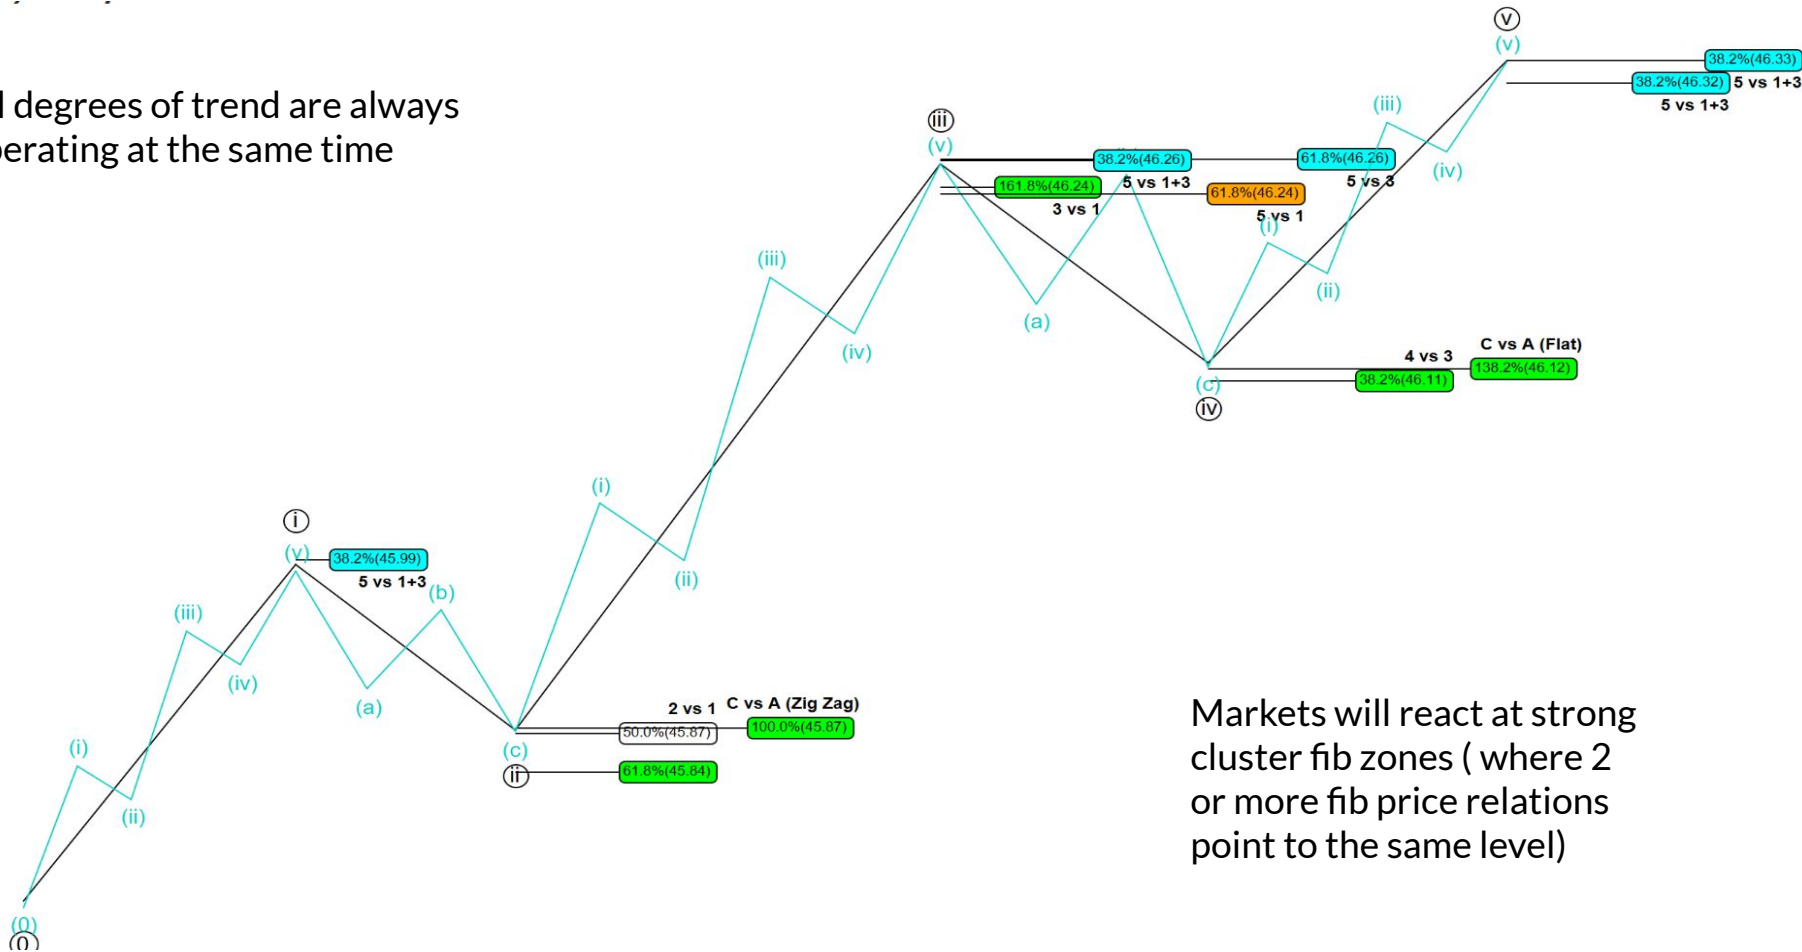 degrees of trend are always
at the same time
ⓥ
(v)
38.2%(46.33)
5 vs 1+3
38.2%(46.32)
5 vs 1+3
(iii)
(iv)
(i)
(ii)
ⓘⓘⓘ
(v)
38.2%(46.26)
5 vs 1+3
61.8%(46.26)
5 vs 3
161.8%(46.24)
3 vs 1
61.8%(46.24)
5 vs 1
(iii)
(iv)
(a)
C vs A (Flat)
138.2%(46.12)
4 vs 3
38.2%(46.11)
(c)
iv
(i)
(ii)
i
(v)
38.2%(45.99)
5 vs 1+3
(b)
(iii)
(iv)
(a)
2 vs 1
C vs A (Zig Zag)
100.0%(45.87)
50.0%(45.87)
61.8%(45.84)
(c)
ii
(i)
(ii)
(0)
0
Markets will react at strong
cluster fib zones ( where 2
or more fib price relations
point to the same level)